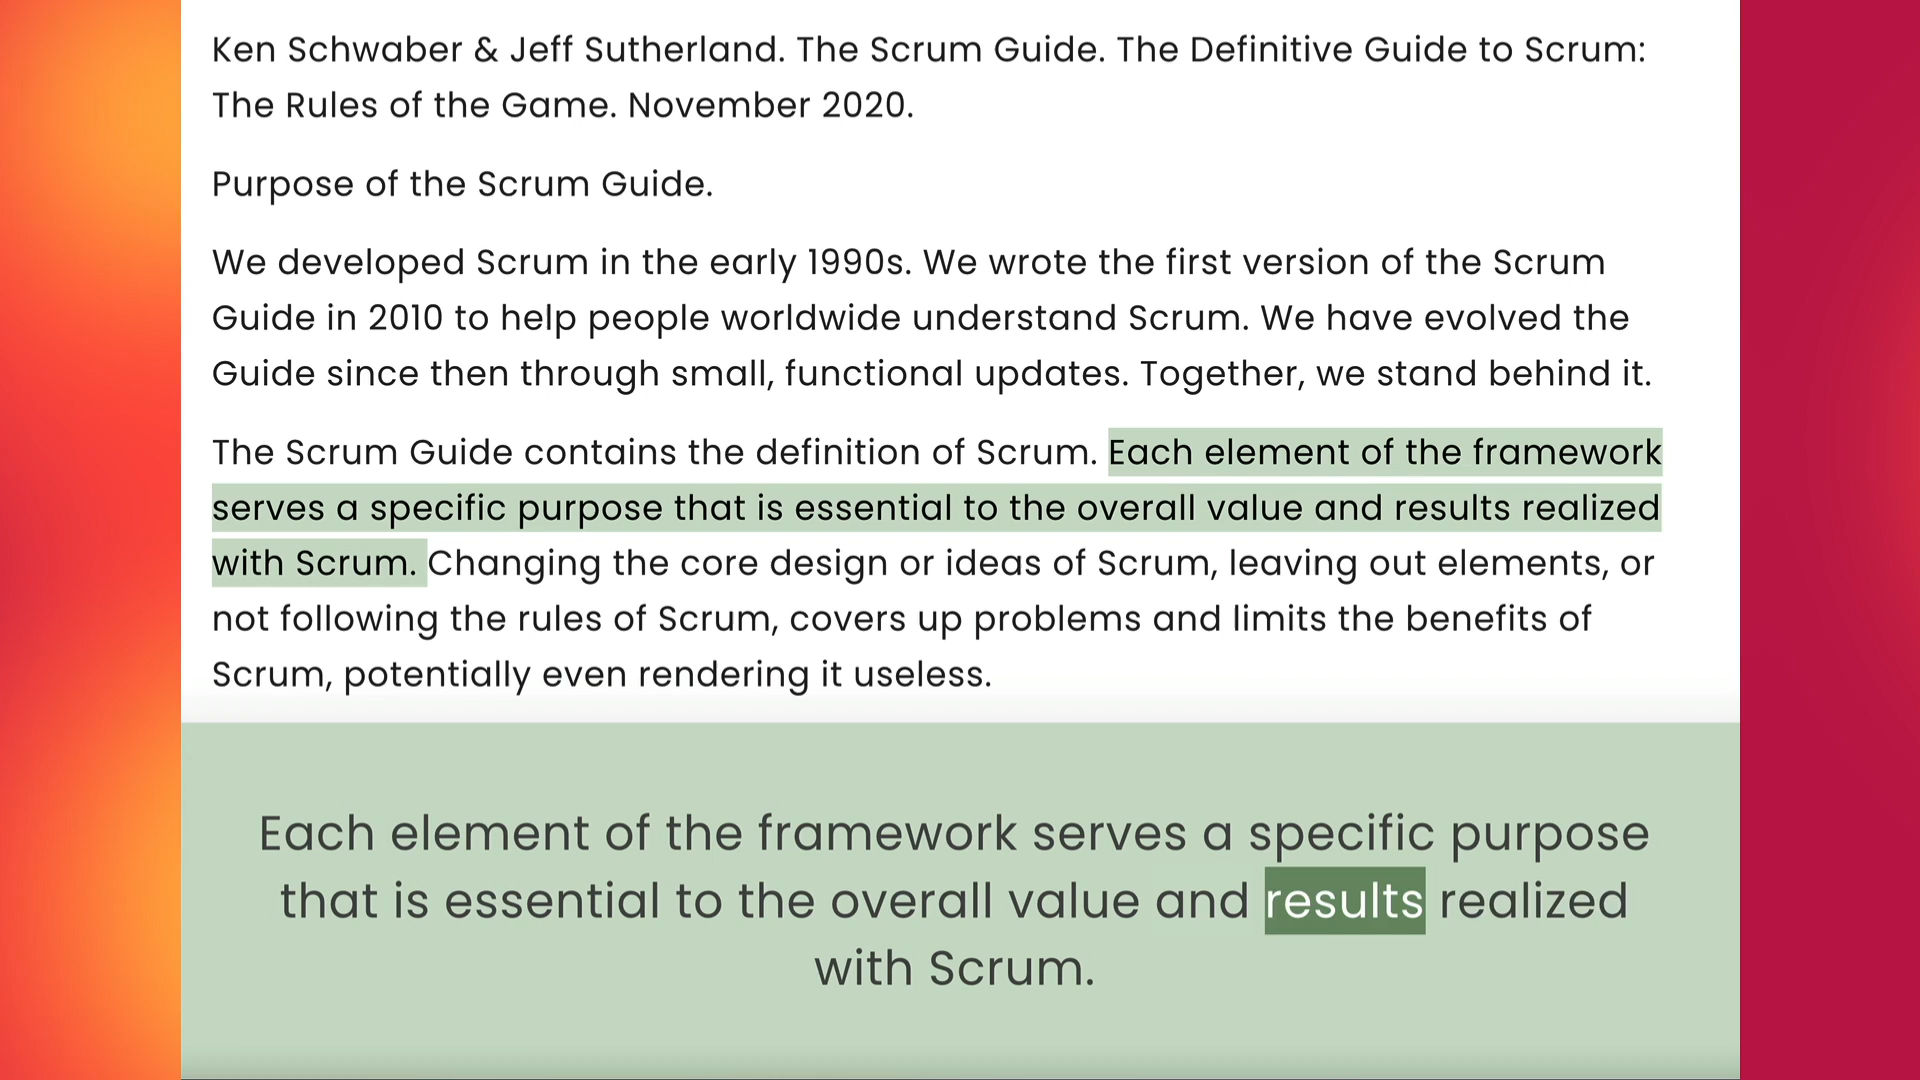 Ken Schwaber & Jeff Sutherland. The Scrum Guide. The Definitive Guide to Scrum:
The Rules of the Game. November 2020.
Purpose of the Scrum Guide.
We developed Scrum in the early 1990s. We wrote the first version of the Scrum
Guide in 2010 to help people worldwide understand Scrum. We have evolved the
Guide since then through small, functional updates. Together, we stand behind it.
The Scrum Guide contains the definition of Scrum. Each element of the framework
serves a specific purpose that is essential to the overall value and results realized
with Scrum. Changing the core design or ideas of Scrum, leaving out elements, or
not following the rules of Scrum, covers up problems and limits the benefits of
Scrum, potentially even rendering it useless.
Each element of the framework serves a specific purpose
that is essential to the overall value and results realized
with Scrum.